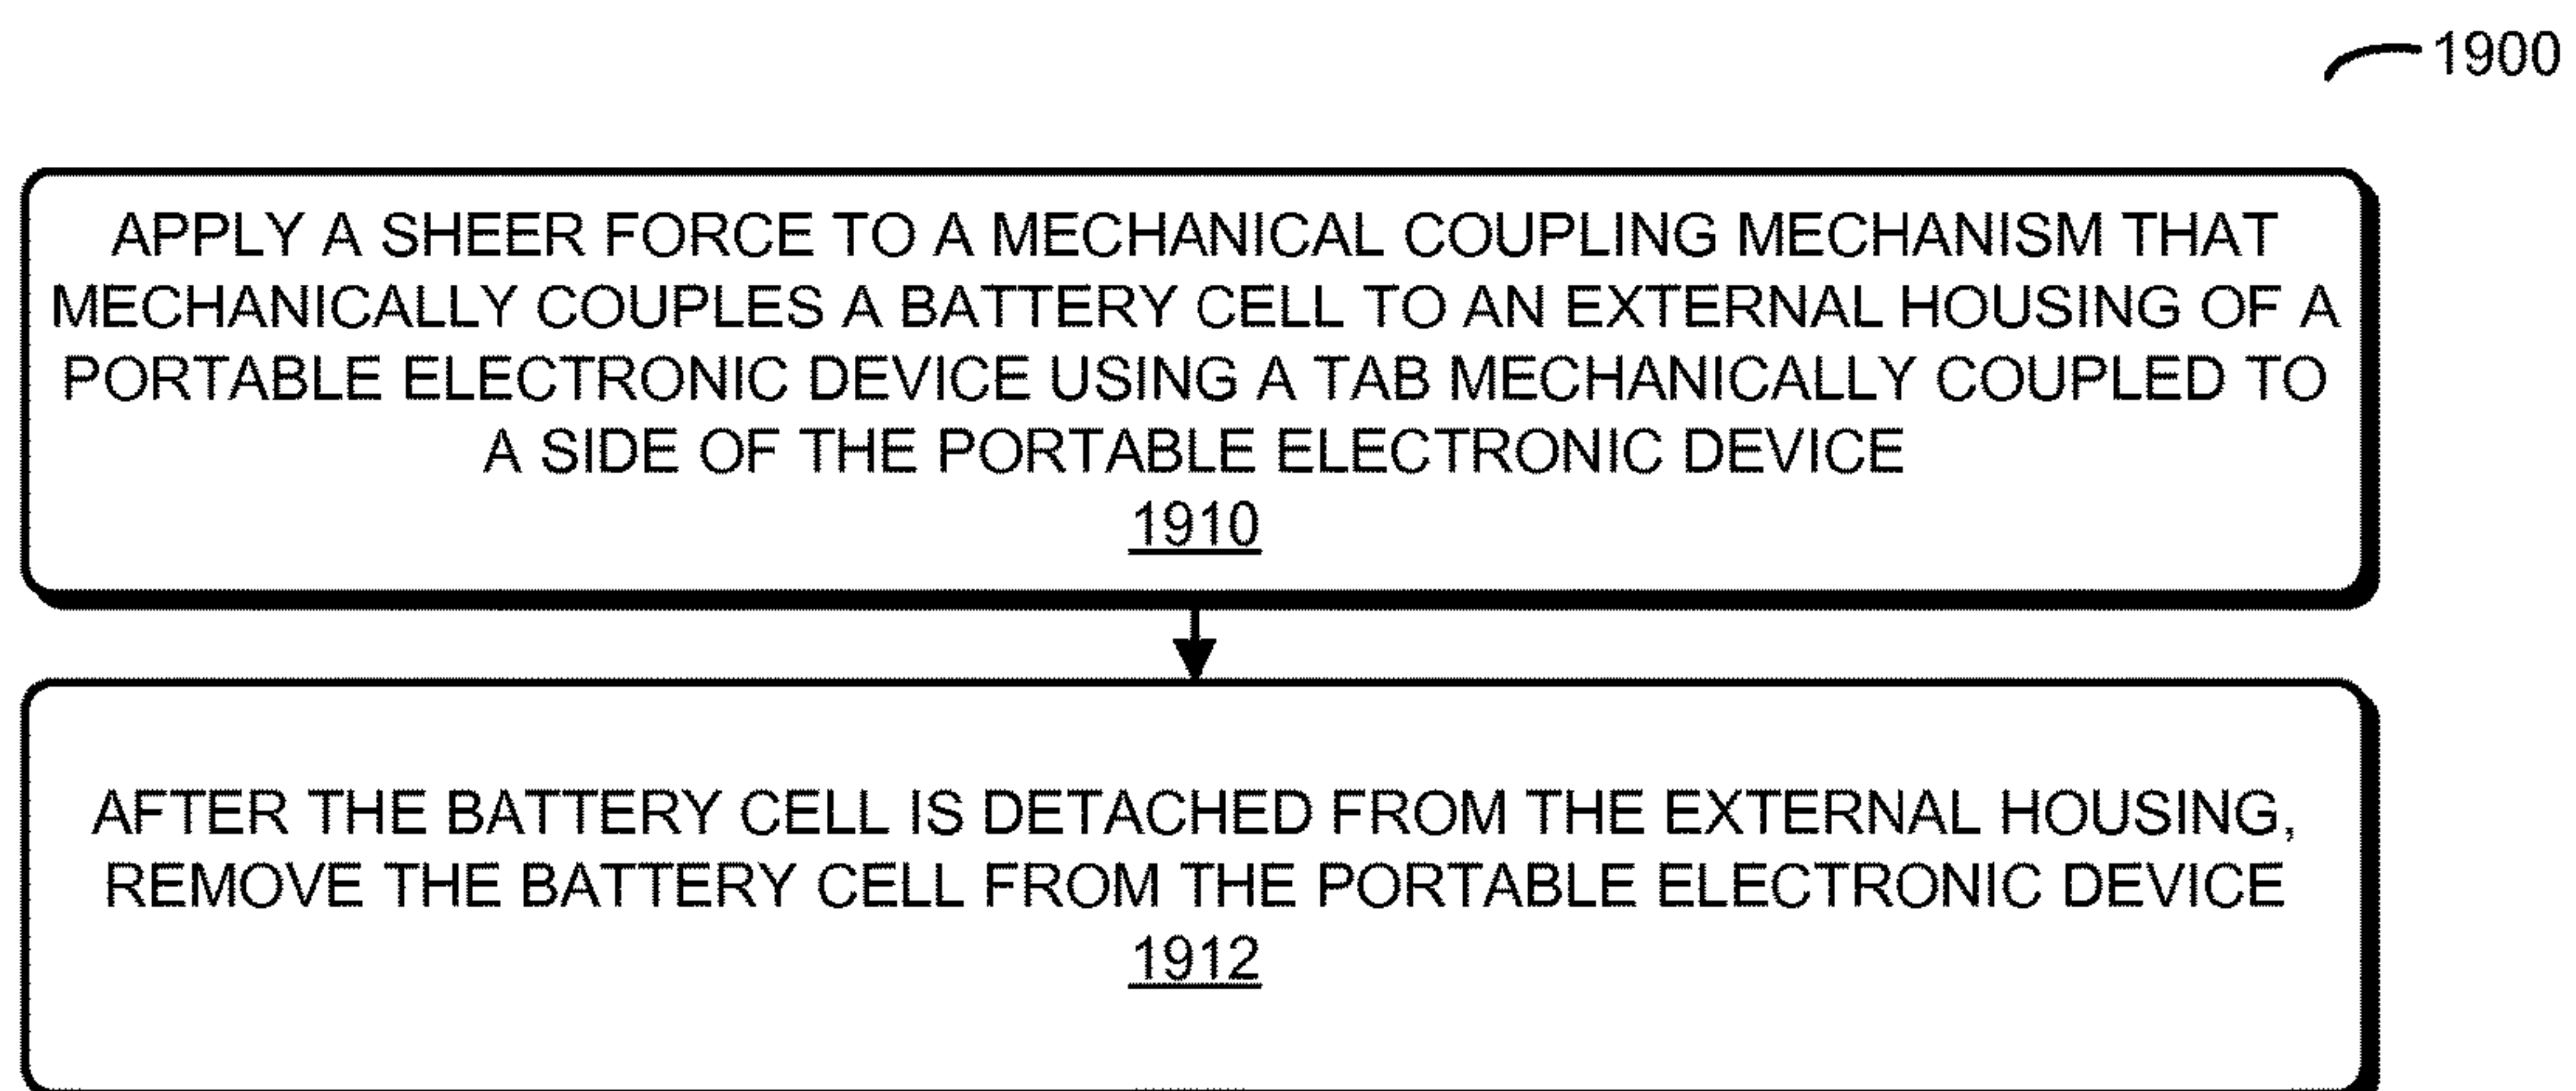 1900
APPLY A SHEER FORCE TO A MECHANICAL COUPLING MECHANISM THAT
MECHANICALLY COUPLES A BATTERY CELL TO AN EXTERNAL HOUSING OF A
PORTABLE ELECTRONIC DEVICE USING A TAB MECHANICALLY COUPLED TO
A SIDE OF THE PORTABLE ELECTRONIC DEVICE
1910
AFTER THE BATTERY CELL IS DETACHED FROM THE EXTERNAL HOUSING,
REMOVE THE BATTERY CELL FROM THE PORTABLE ELECTRONIC DEVICE
1912